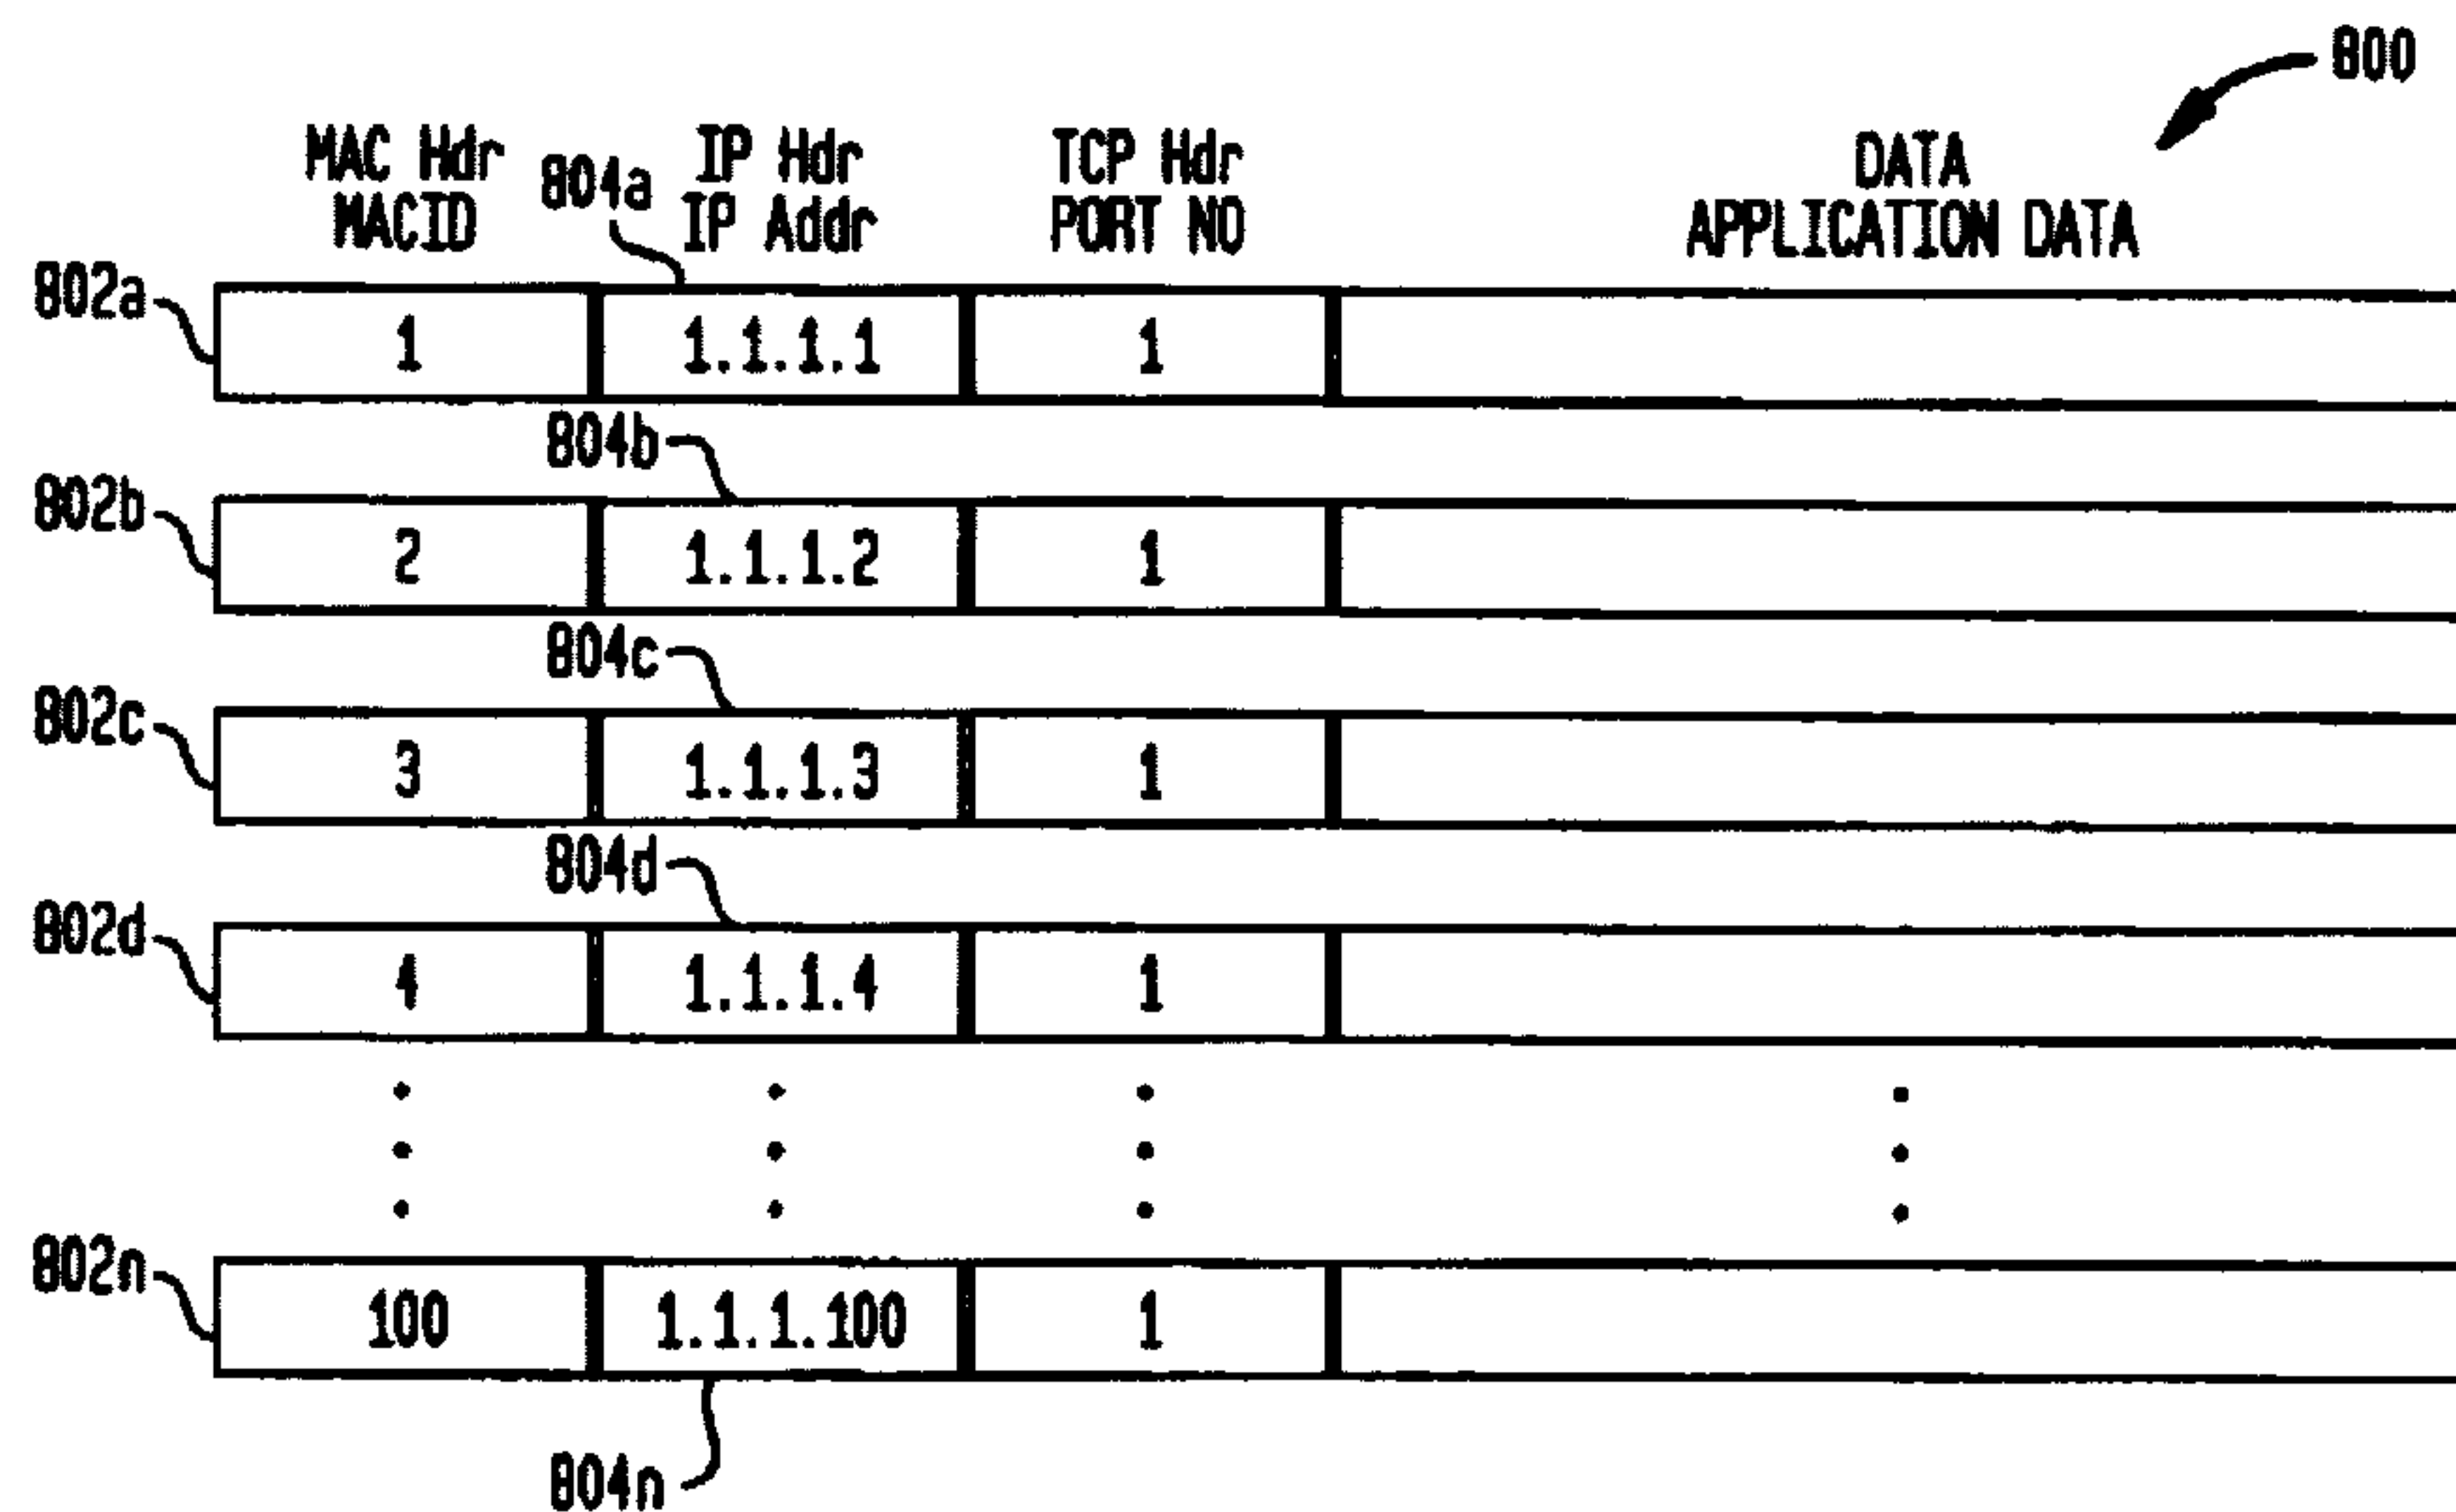 800
MAC Hdr IP Hdr TCP Hdr DATA
804a
MACID IP Addr PORT NO APPLICATION DATA
802a
1 1.1.1.1 1
804b
802b
2 1.1.1.2 1
804c
802c
3 1.1.1.3 1
804d
802d
4 1.1.1.4 1
802n
100 1.1.1.100 1
804n